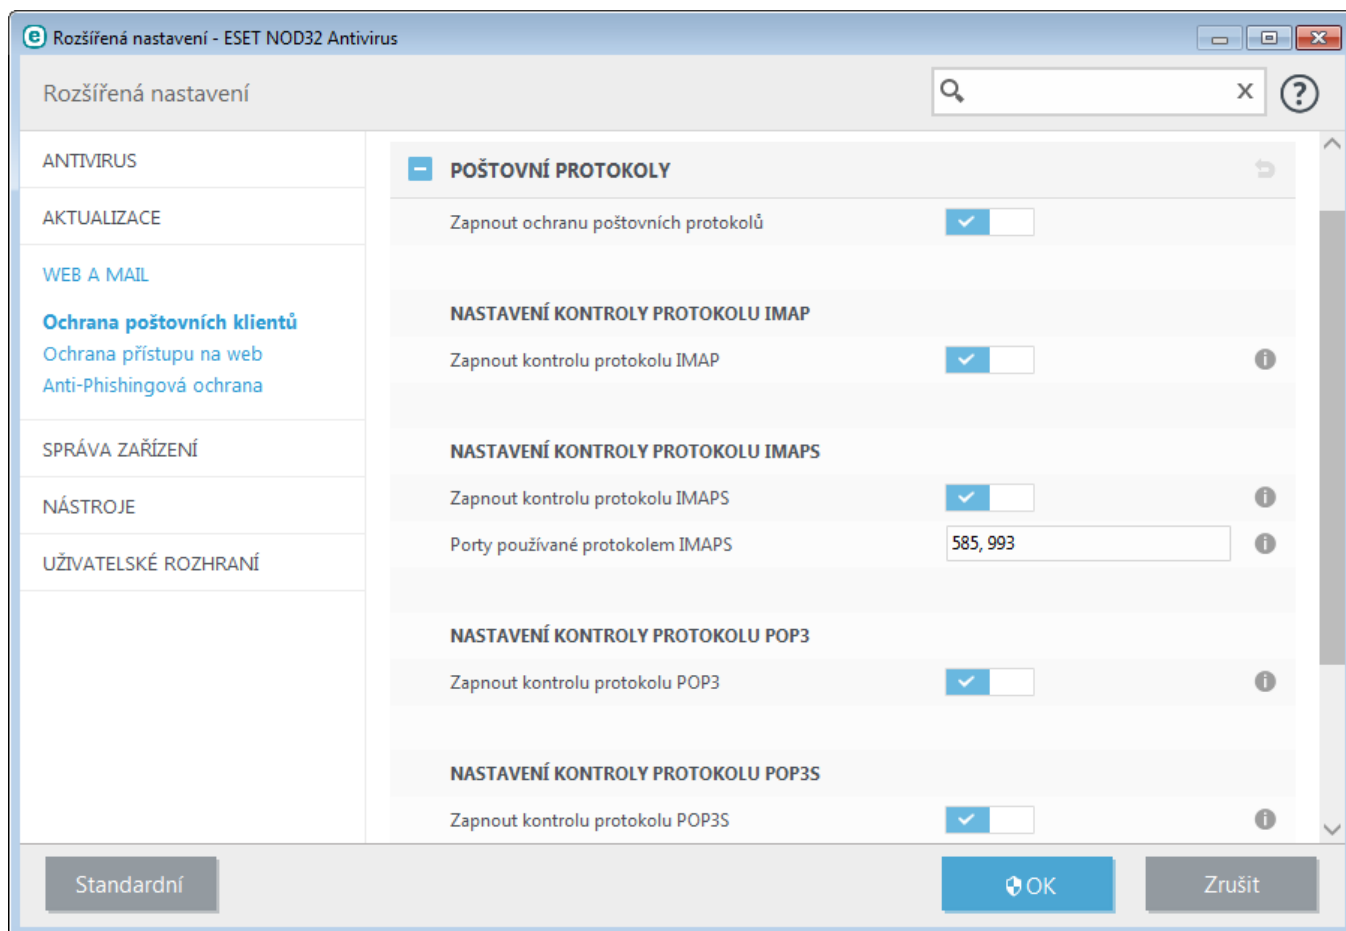 Rozšířená nastavení - ESET NOD32 Antivirus
Rozšířená nastavení
ANTIVIRUS
AKTUALIZACE
WEB A MAIL
Ochrana poštovních klientů
Ochrana přístupu na web
Anti-Phishingová ochrana
SPRÁVA ZAŘÍZENÍ
NÁSTROJE
UŽIVATELSKÉ ROZHRANÍ
POŠTOVNÍ PROTOKOLY
Zapnout ochranu poštovních protokolů
NASTAVENÍ KONTROLY PROTOKOLU IMAP
Zapnout kontrolu protokolu IMAP
NASTAVENÍ KONTROLY PROTOKOLU IMAPS
Zapnout kontrolu protokolu IMAPS
Porty používané protokolem IMAPS 585, 993
NASTAVENÍ KONTROLY PROTOKOLU POP3
Zapnout kontrolu protokolu POP3
NASTAVENÍ KONTROLY PROTOKOLU POP3S
Zapnout kontrolu protokolu POP3S
Standardní OK Zrušit